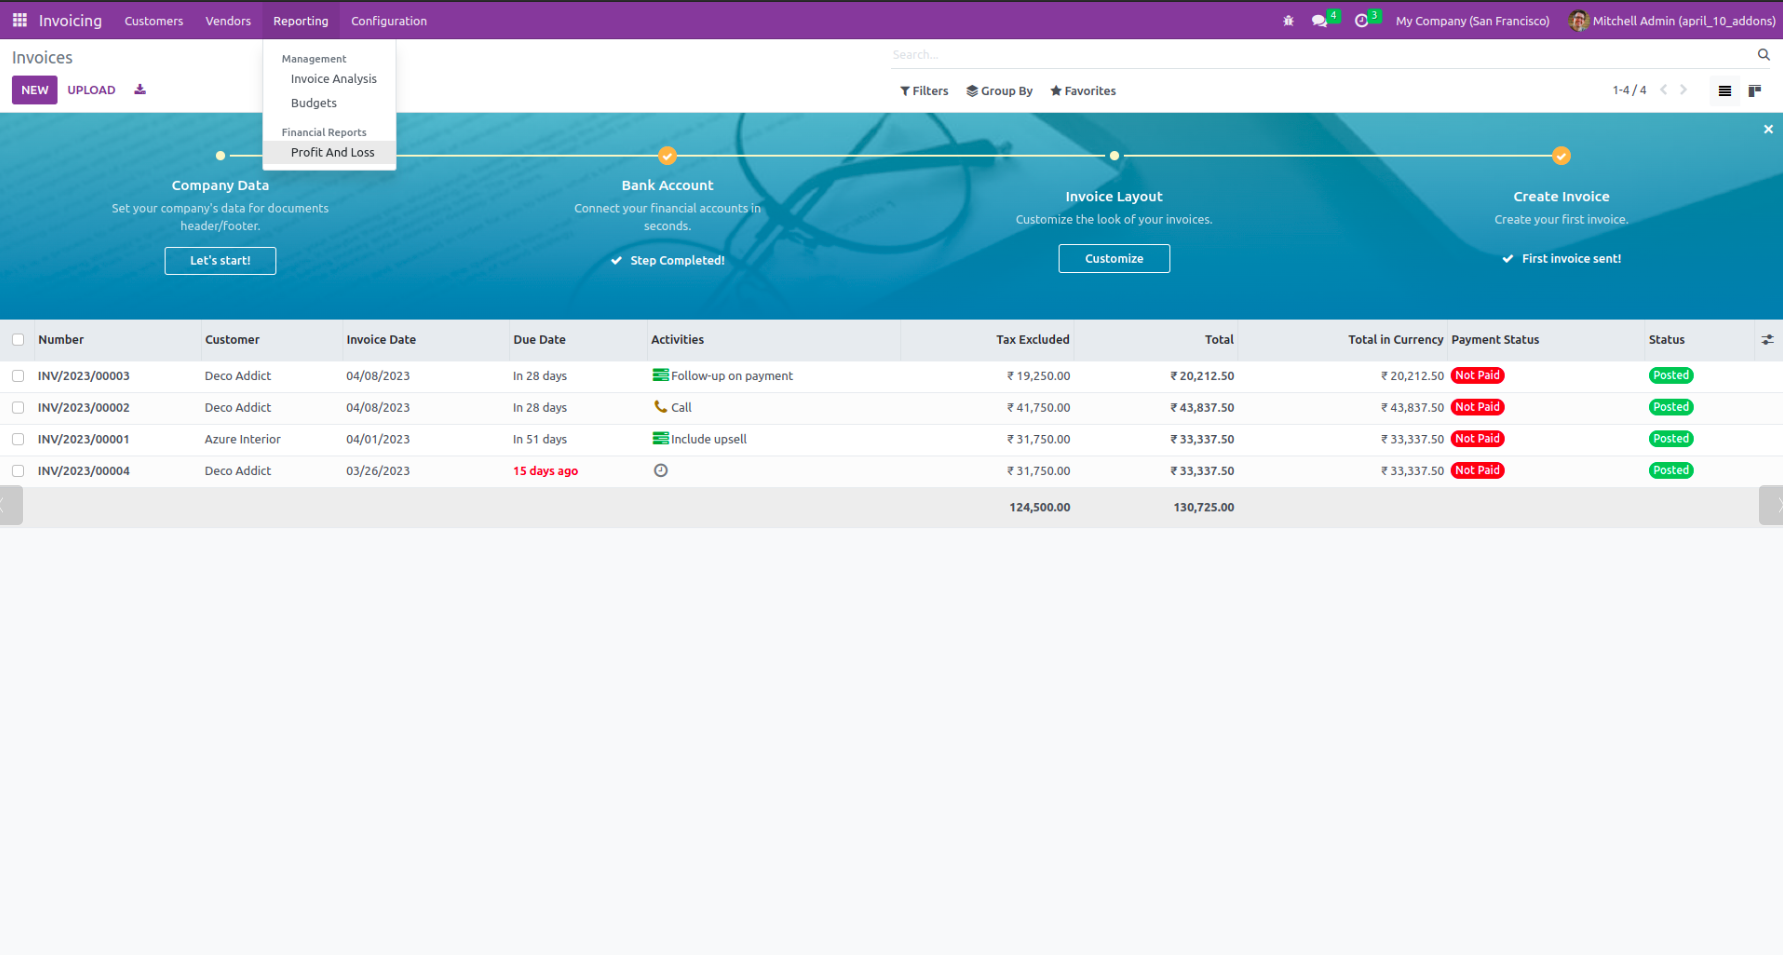 Invoicing Customers Vendors Reporting Configuration 4 3 My Company (San Francisco) Mitchell Admin (april_10_addons)
Invoices
Search...
NEW UPLOAD
Filters Group By Favorites 1-4 / 4
Management
Invoice Analysis
Budgets
Financial Reports
Profit And Loss
Company Data
Set your company's data for documents
header/footer.
Let's start!
Bank Account
Connect your financial accounts in
seconds.
Step Completed!
Invoice Layout
Customize the look of your invoices.
Customize
Create Invoice
Create your first invoice.
First invoice sent!
Number Customer Invoice Date Due Date Activities Tax Excluded Total Total in Currency Payment Status Status
INV/2023/00003 Deco Addict 04/08/2023 In 28 days Follow-up on payment ₹ 19,250.00 ₹ 20,212.50 ₹ 20,212.50 Not Paid Posted
INV/2023/00002 Deco Addict 04/08/2023 In 28 days Call ₹ 41,750.00 ₹ 43,837.50 ₹ 43,837.50 Not Paid Posted
INV/2023/00001 Azure Interior 04/01/2023 In 51 days Include upsell ₹ 31,750.00 ₹ 33,337.50 ₹ 33,337.50 Not Paid Posted
INV/2023/00004 Deco Addict 03/26/2023 15 days ago ₹ 31,750.00 ₹ 33,337.50 ₹ 33,337.50 Not Paid Posted
124,500.00 130,725.00